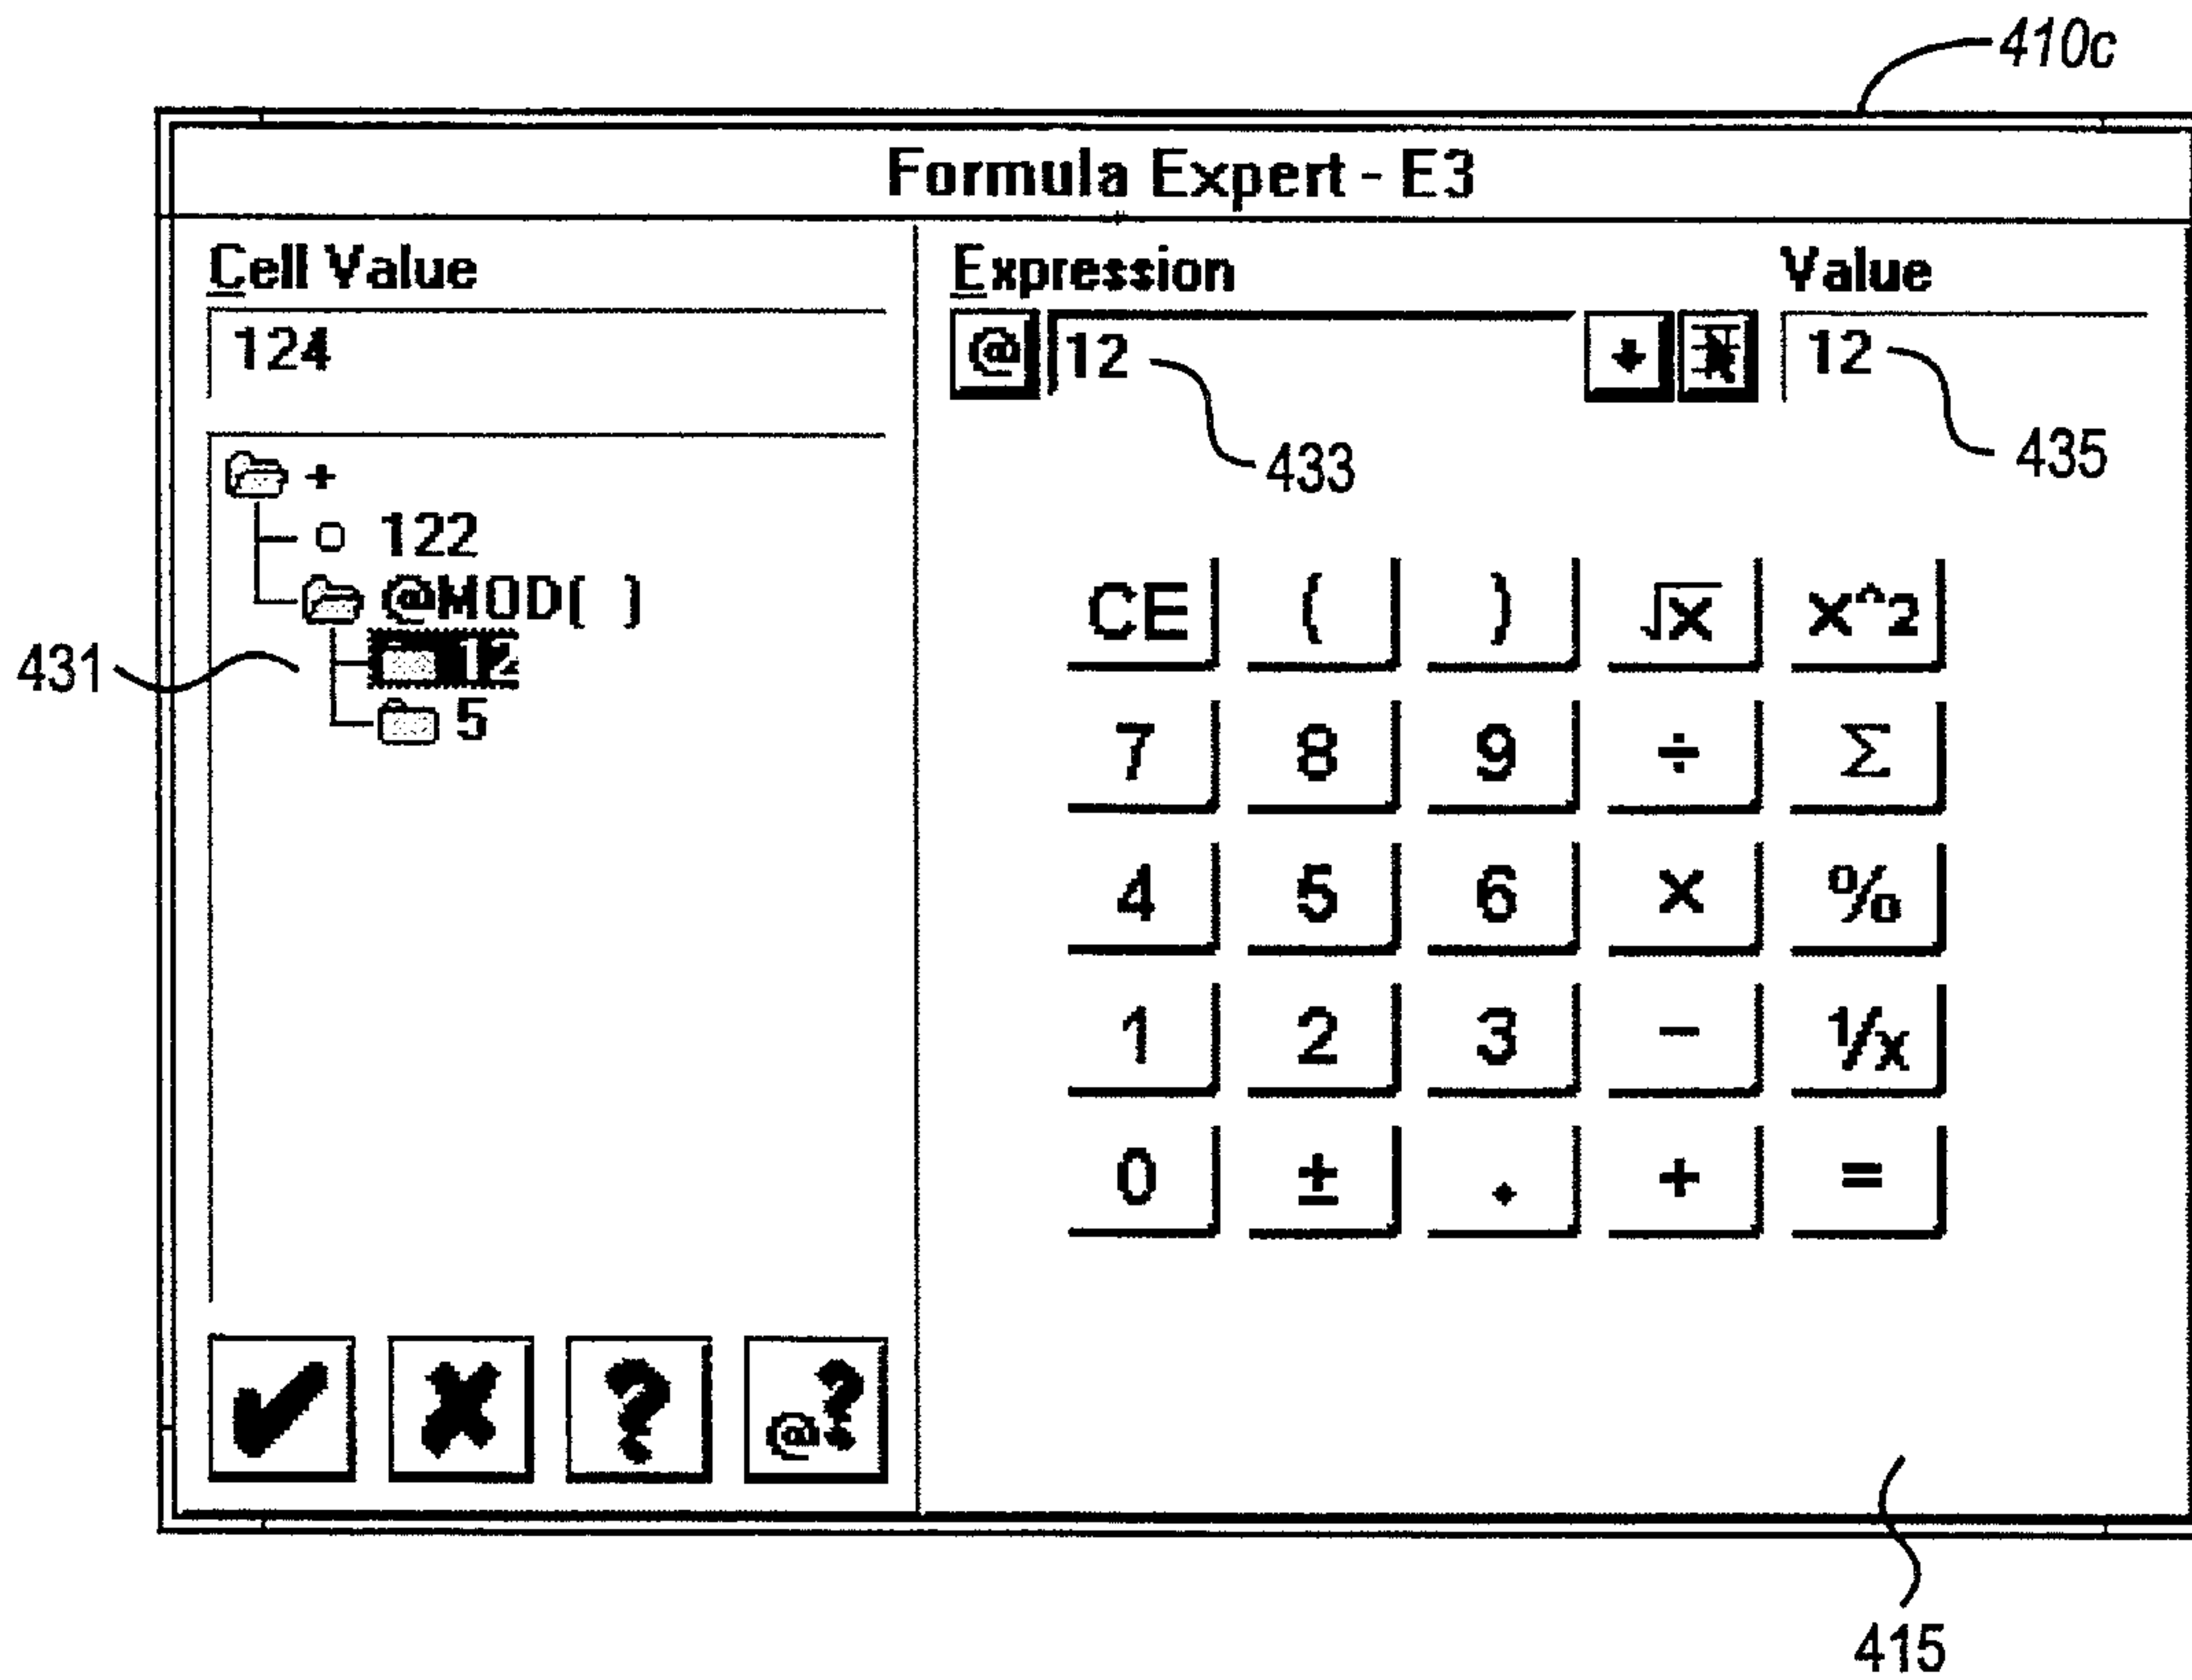 410c
Formula Expert - E3
Cell Value
124
+
122
@MOD( )
12
5
431
Expression
@ 12
433
Value
12
435
CE ( ) √x x^2
7 8 9 ÷ Σ
4 5 6 × %
1 2 3 - 1/x
0 ± . + =
? @?
415